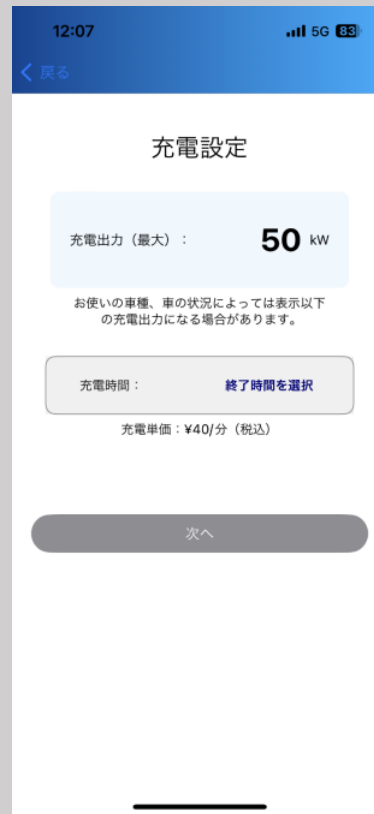 12:07
5G 83
戻る
充電設定
充電出力（最大）： 50 kW
お使いの車種、車の状況によっては表示以下
の充電出力になる場合があります。
充電時間： 終了時間を選択
充電単価：¥40/分（税込）
次へ